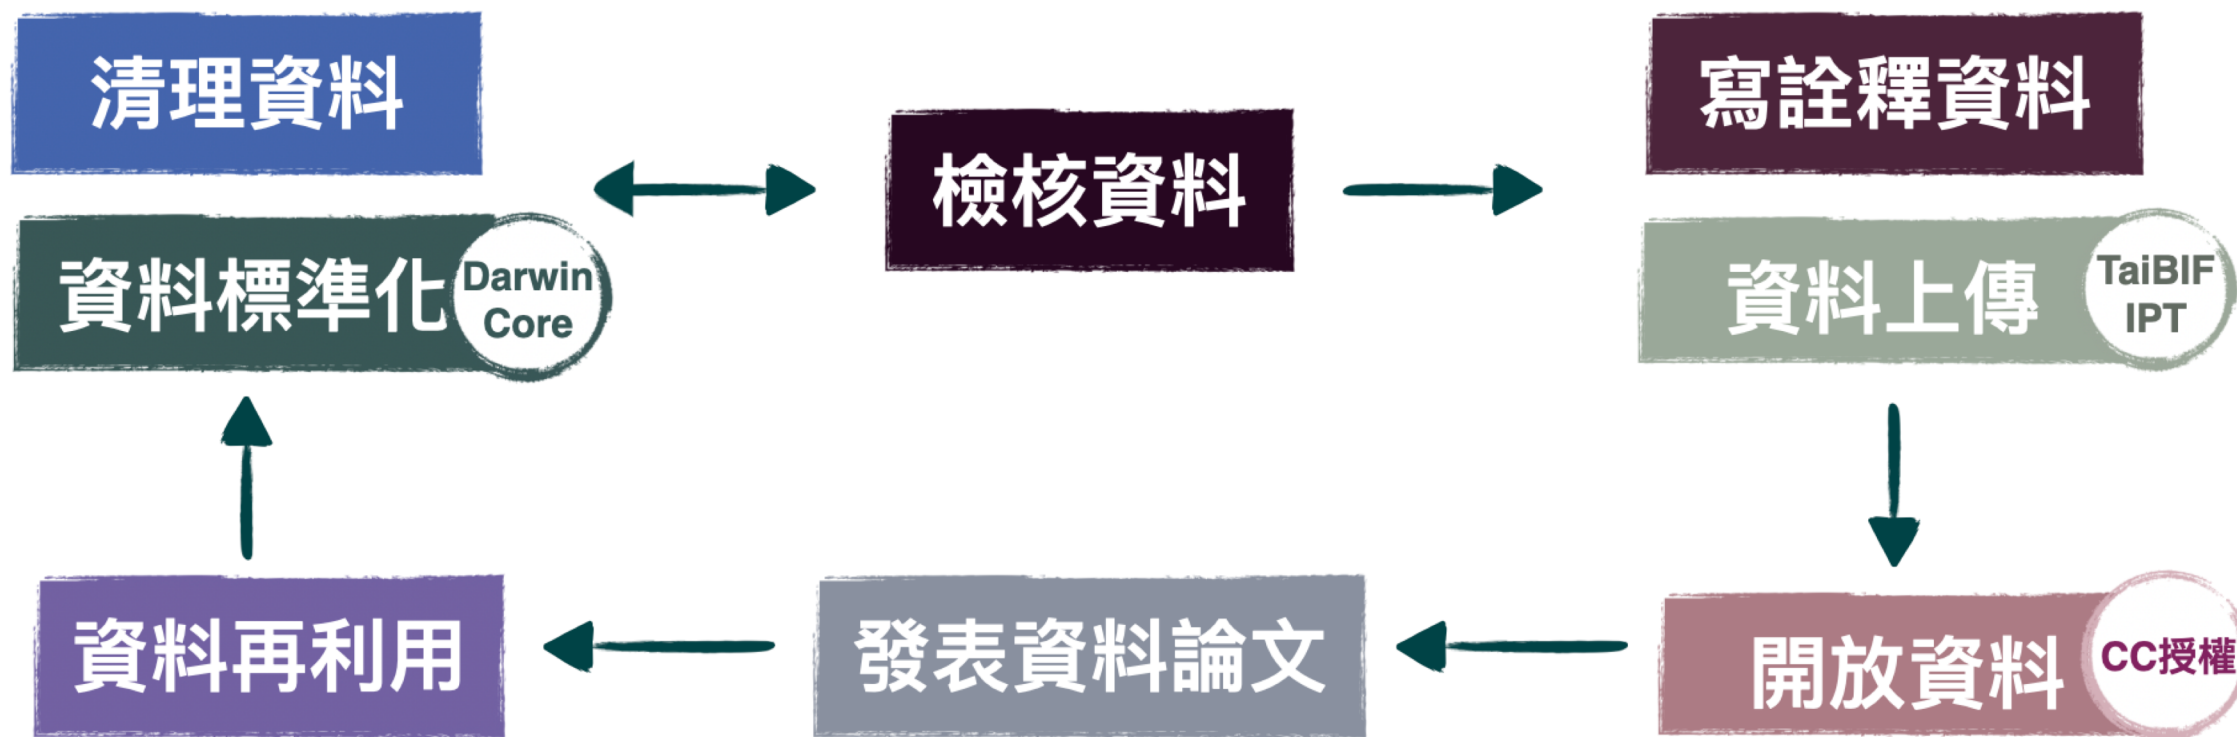 清理資料
資料標準化
Darwin
Core
檢核資料
寫詮釋資料
資料上傳
TaiBIF
IPT
開放資料
CC授權
發表資料論文
資料再利用